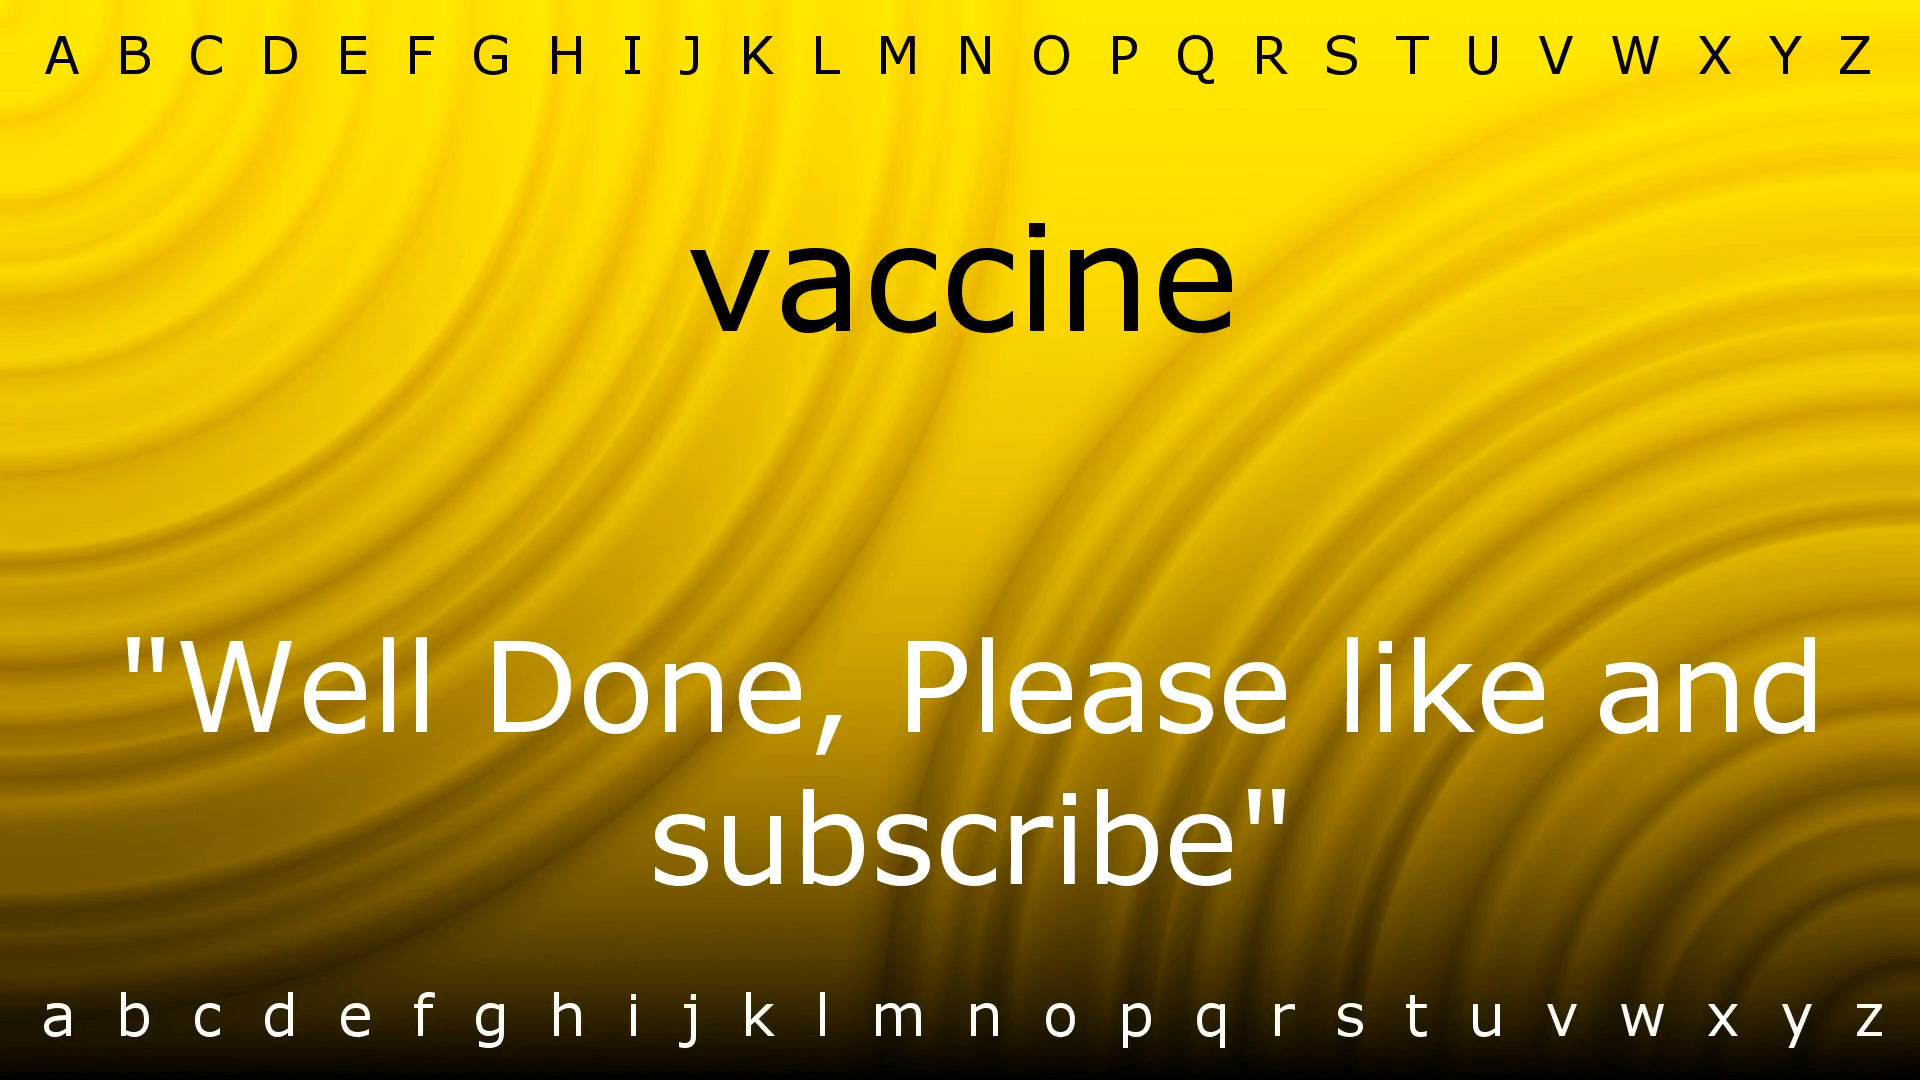 A B C D E F G H I J K L M N O P Q R S T U V W X Y Z
vaccine
"Well Done, Please like and
subscribe"
a b c d e f g h i j k l m n o p q r s t u v w x y z